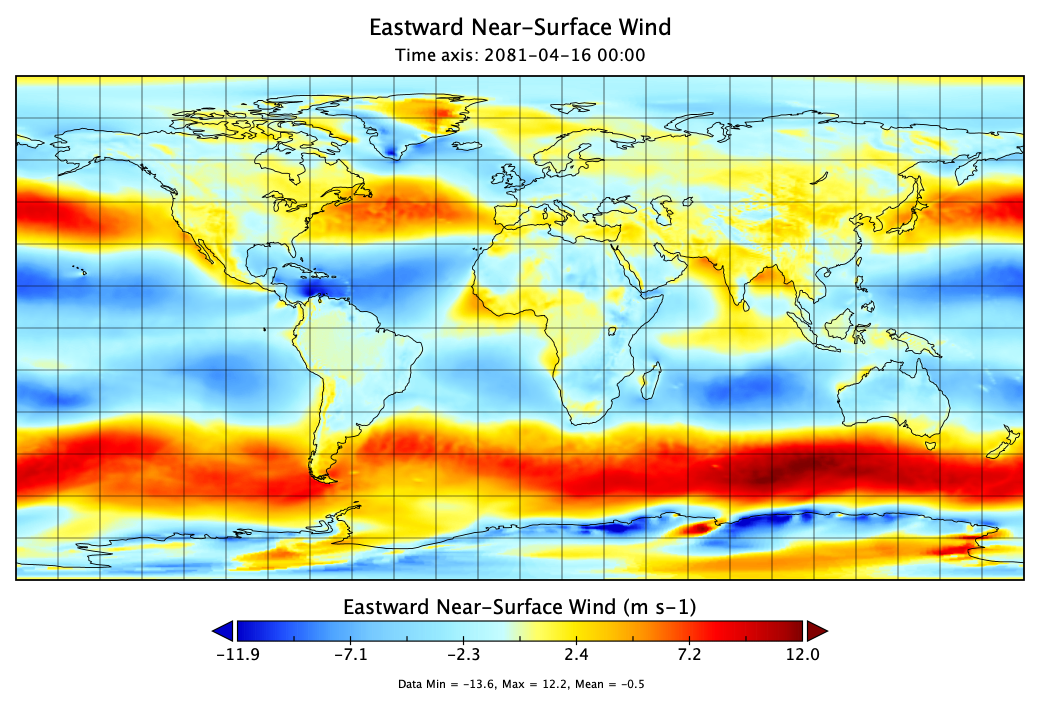 Eastward Near–Surface Wind
Time axis: 2081-04-16 00:00
Eastward Near–Surface Wind (m s-1)
−11.9 −7.1 −2.3 2.4 7.2 12.0
Data Min = -13.6, Max = 12.2, Mean = -0.5